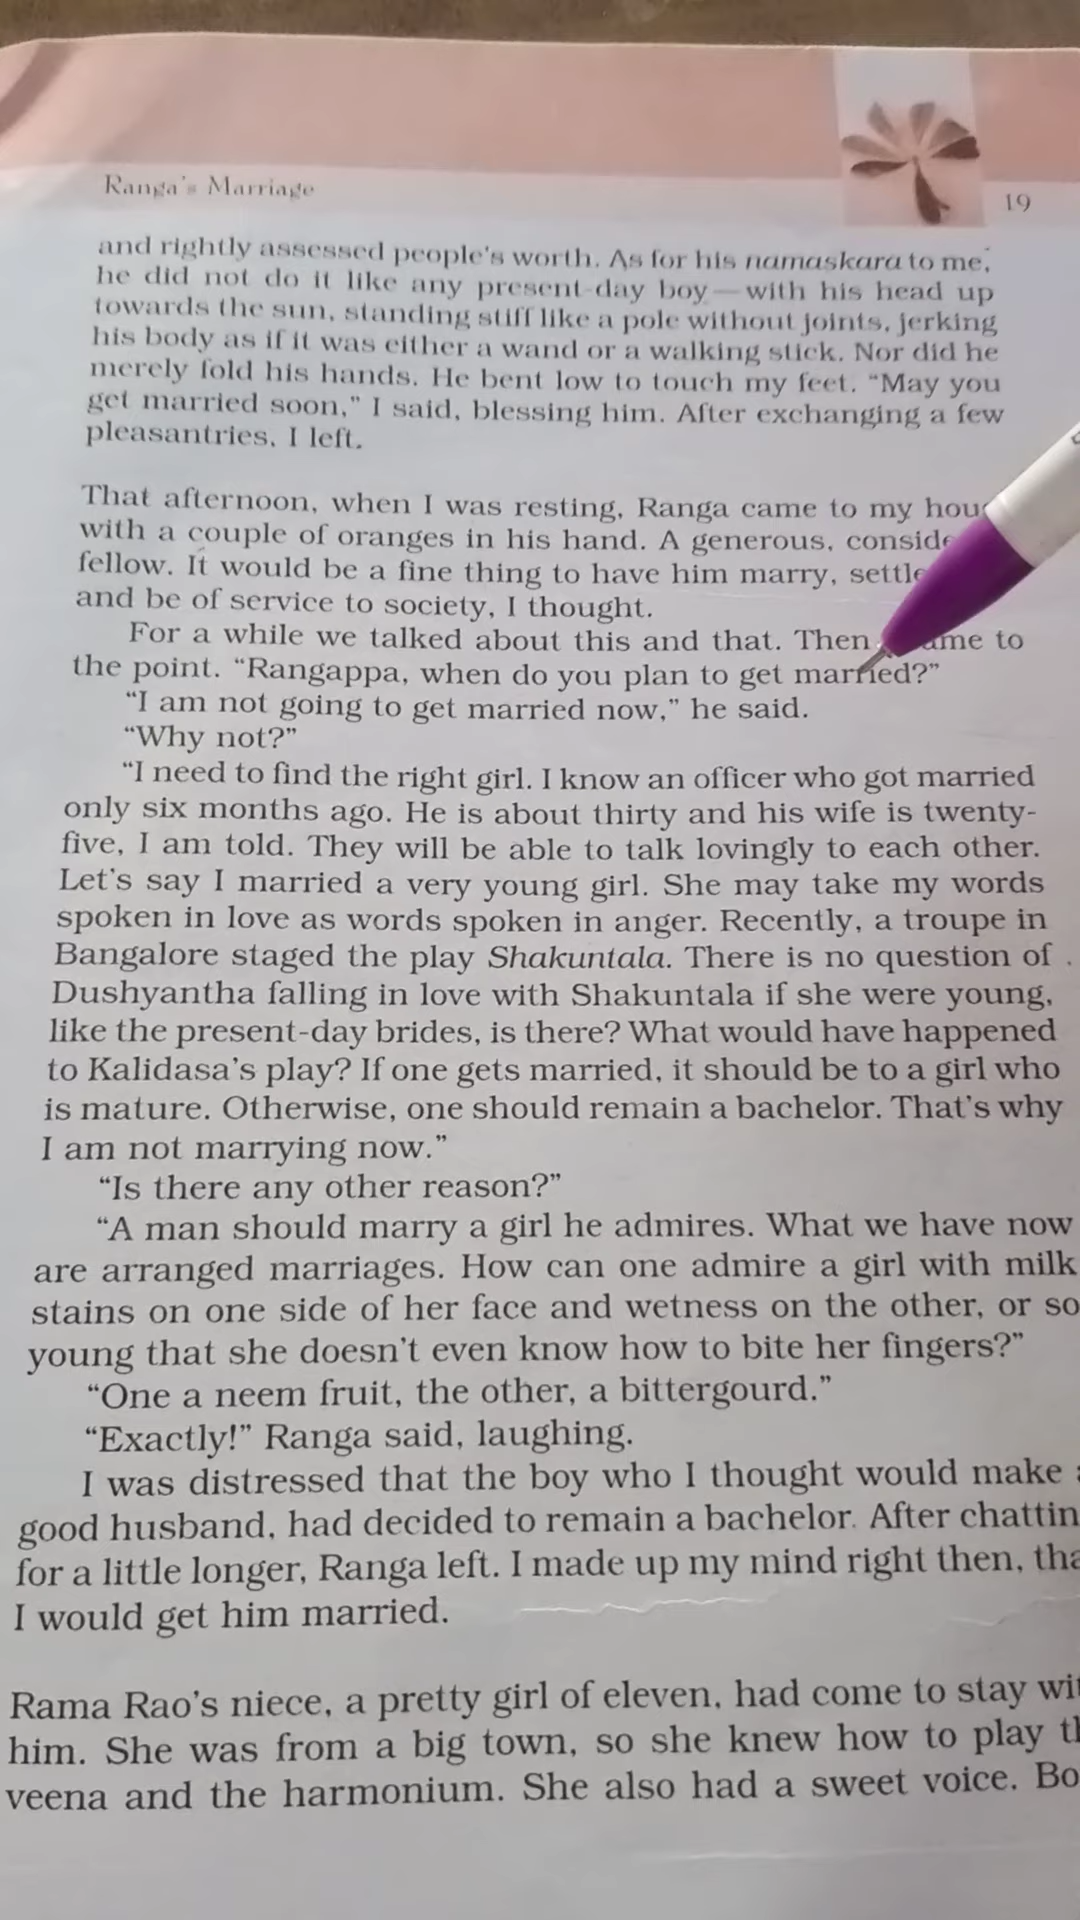 Ranga's Marriage
19
and rightly assessed people's worth. As for his namaskara to me,
he did not do it like any present-day boy—with his head up
towards the sun, standing stiff like a pole without joints, jerking
his body as if it was either a wand or a walking stick. Nor did he
merely fold his hands. He bent low to touch my feet. “May you
get married soon,” I said, blessing him. After exchanging a few
pleasantries, I left.
That afternoon, when I was resting, Ranga came to my
with a couple of oranges in his hand. A generous,
fellow. It would be a fine thing to have him marry,
and be of service to society, I thought.
For a while we talked about this and that. Then to
the point. “Rangappa, when do you plan to get married?”
“I am not going to get married now,” he said.
“Why not?”
“I need to find the right girl. I know an officer who got married
only six months ago. He is about thirty and his wife is twenty-
five, I am told. They will be able to talk lovingly to each other.
Let's say I married a very young girl. She may take my words
spoken in love as words spoken in anger. Recently, a troupe in
Bangalore staged the play Shakuntala. There is no question of
Dushyantha falling in love with Shakuntala if she were young,
like the present-day brides, is there? What would have happened
to Kalidasa's play? If one gets married, it should be to a girl who
is mature. Otherwise, one should remain a bachelor. That's why
I am not marrying now.”
“Is there any other reason?”
“A man should marry a girl he admires. What we have now
are arranged marriages. How can one admire a girl with milk
stains on one side of her face and wetness on the other, or so
young that she doesn't even know how to bite her fingers?”
“One a neem fruit, the other, a bittergourd.”
“Exactly!” Ranga said, laughing.
I was distressed that the boy who I thought would make
good husband, had decided to remain a bachelor. After
for a little longer, Ranga left. I made up my mind right then,
I would get him married.
Rama Rao's niece, a pretty girl of eleven, had come to stay
him. She was from a big town, so she knew how to play
veena and the harmonium. She also had a sweet voice.